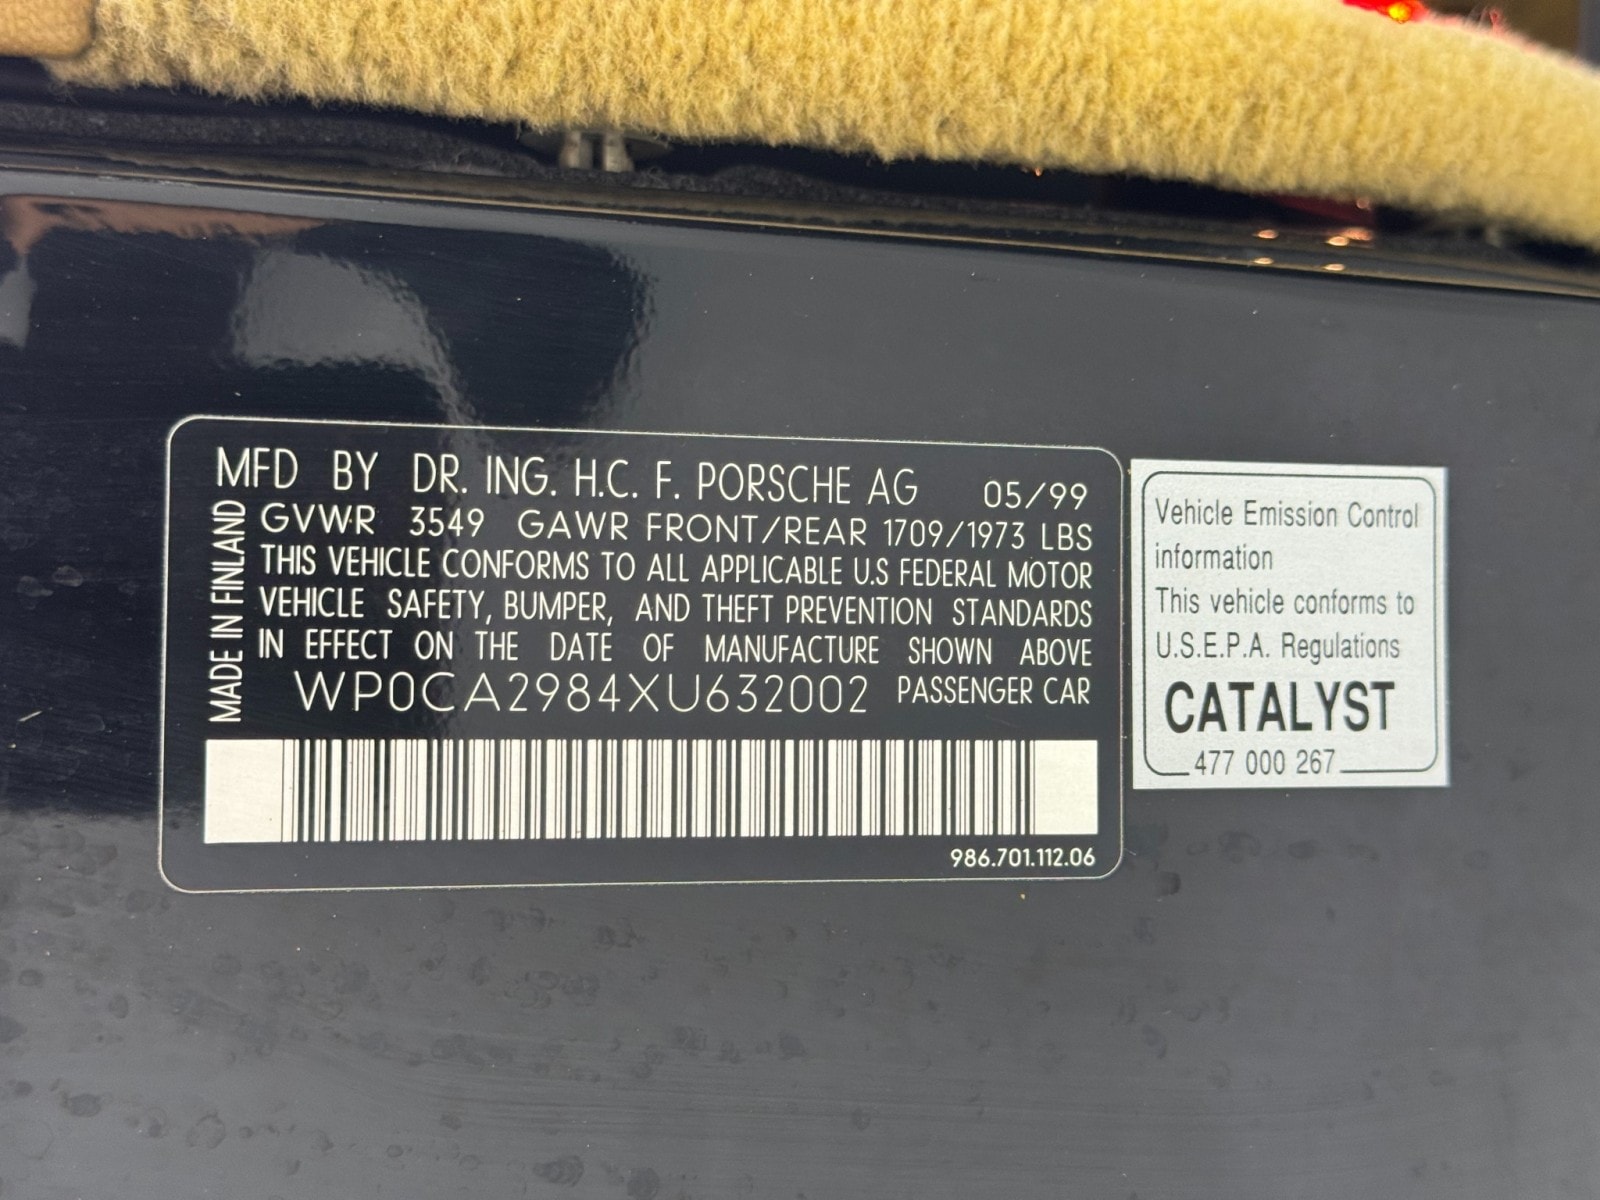 MFD BY DR. ING. H.C. F. PORSCHE AG 05/99
GVWR 3549 GAWR FRONT/REAR 1709/1973 LBS
THIS VEHICLE CONFORMS TO ALL APPLICABLE U.S FEDERAL MOTOR
VEHICLE SAFETY, BUMPER, AND THEFT PREVENTION STANDARDS
IN EFFECT ON THE DATE OF MANUFACTURE SHOWN ABOVE
WP0CA2984XU632002 PASSENGER CAR
MADE IN FINLAND
986.701.112.06
Vehicle Emission Control
information
This vehicle conforms to
U.S.E.P.A. Regulations
CATALYST
477 000 267